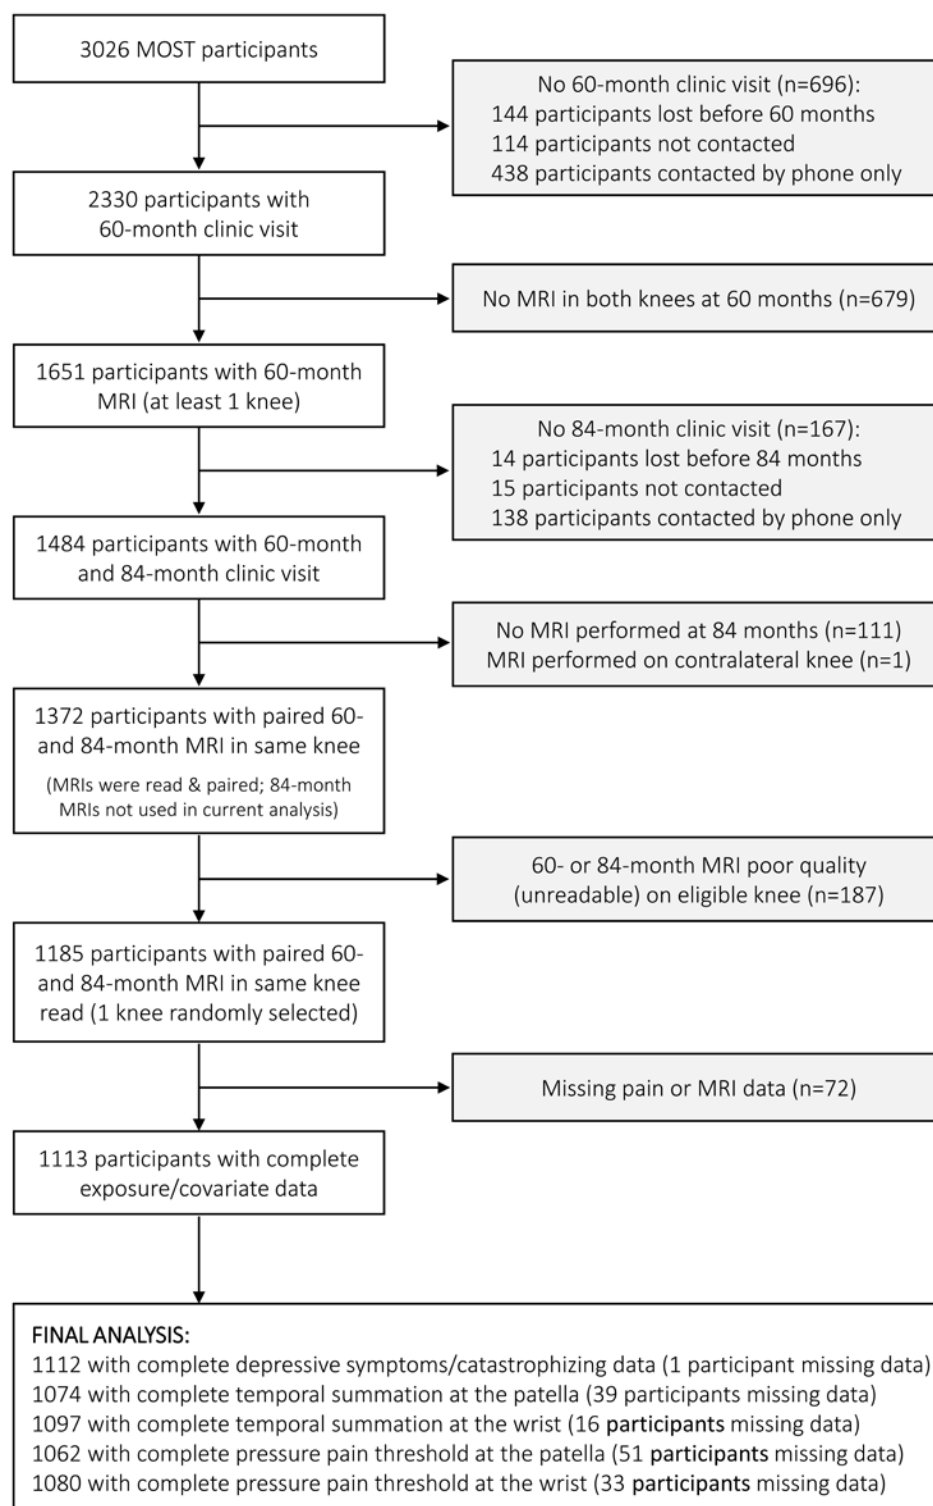 3026 MOST participants
No 60-month clinic visit (n=696):
144 participants lost before 60 months
114 participants not contacted
438 participants contacted by phone only
2330 participants with
60-month clinic visit
No MRI in both knees at 60 months (n=679)
1651 participants with 60-month
MRI (at least 1 knee)
No 84-month clinic visit (n=167):
14 participants lost before 84 months
15 participants not contacted
138 participants contacted by phone only
1484 participants with 60-month
and 84-month clinic visit
No MRI performed at 84 months (n=111)
MRI performed on contralateral knee (n=1)
1372 participants with paired 60-
and 84-month MRI in same knee
(MRIs were read & paired; 84-month
MRIs not used in current analysis)
60- or 84-month MRI poor quality
(unreadable) on eligible knee (n=187)
1185 participants with paired 60-
and 84-month MRI in same knee
read (1 knee randomly selected)
Missing pain or MRI data (n=72)
1113 participants with complete
exposure/covariate data
FINAL ANALYSIS:
1112 with complete depressive symptoms/catastrophizing data (1 participant missing data)
1074 with complete temporal summation at the patella (39 participants missing data)
1097 with complete temporal summation at the wrist (16 participants missing data)
1062 with complete pressure pain threshold at the patella (51 participants missing data)
1080 with complete pressure pain threshold at the wrist (33 participants missing data)